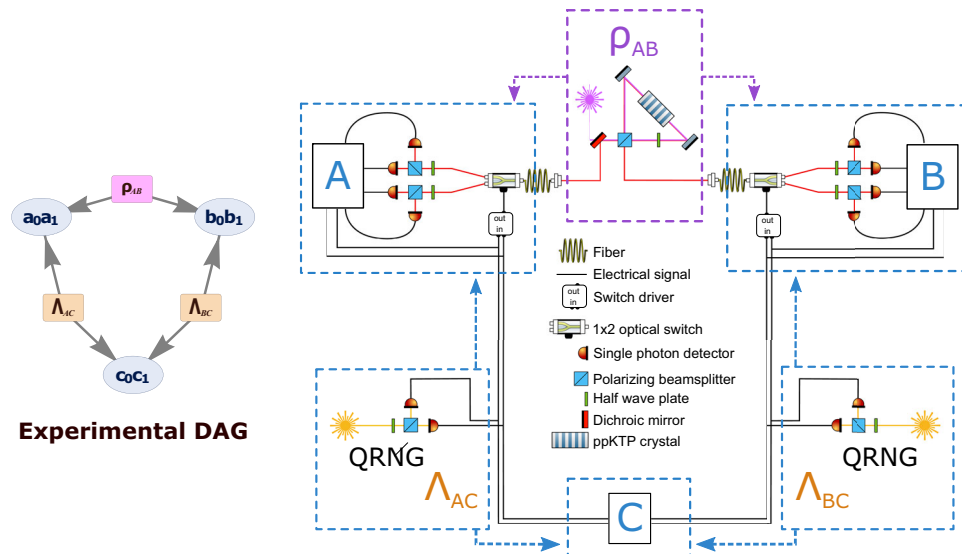 ρAB
a₀a₁
b₀b₁
ΛAC
ΛBC
c₀c₁
Experimental DAG
ρAB
A
B
out
in
out
in
Fiber
Electrical signal
out
in
Switch driver
1x2 optical switch
Single photon detector
Polarizing beamsplitter
Half wave plate
Dichroic mirror
ppKTP crystal
QRNG
ΛAC
QRNG
ΛBC
C